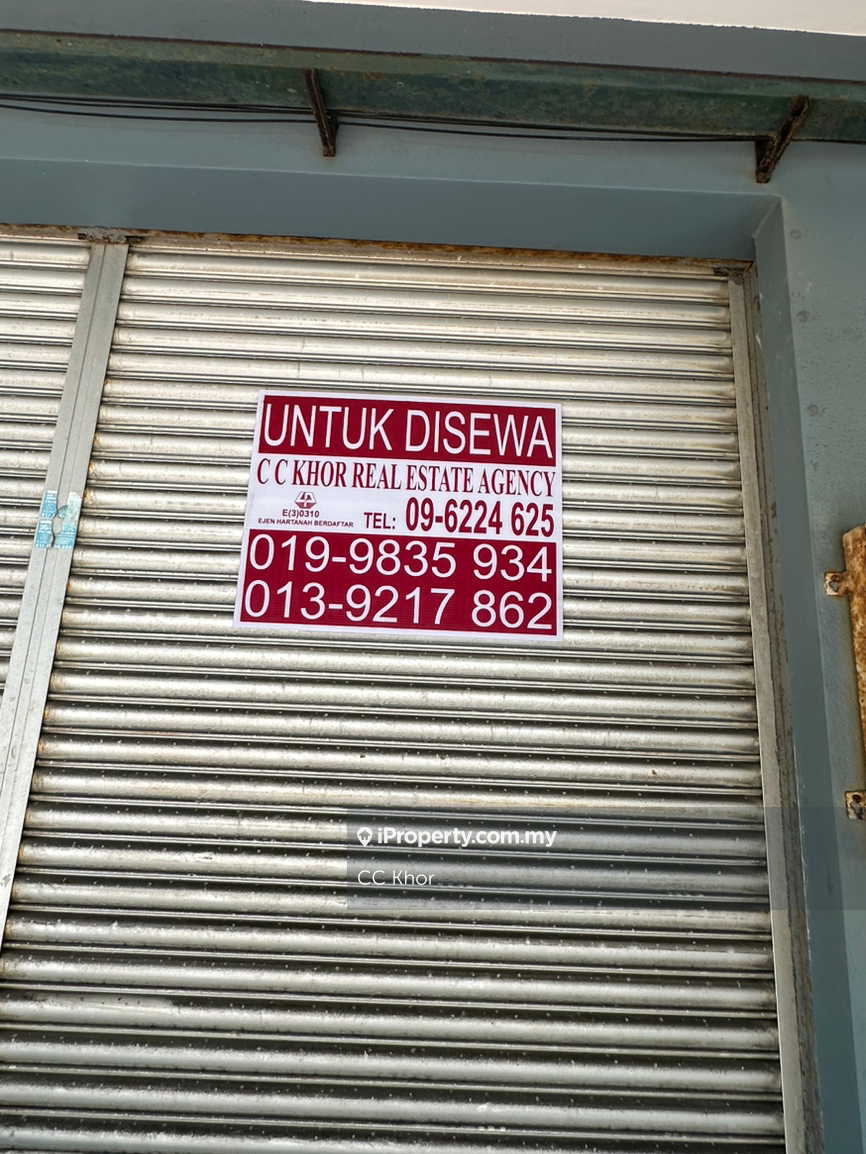 UNTUK DISEWA
C C KHOR REAL ESTATE AGENCY
E(3)0310
EJEN HARTANAH BERDAFTAR
TEL: 09-6224 625
019-9835 934
013-9217 862
iProperty.com.my
CC Khor